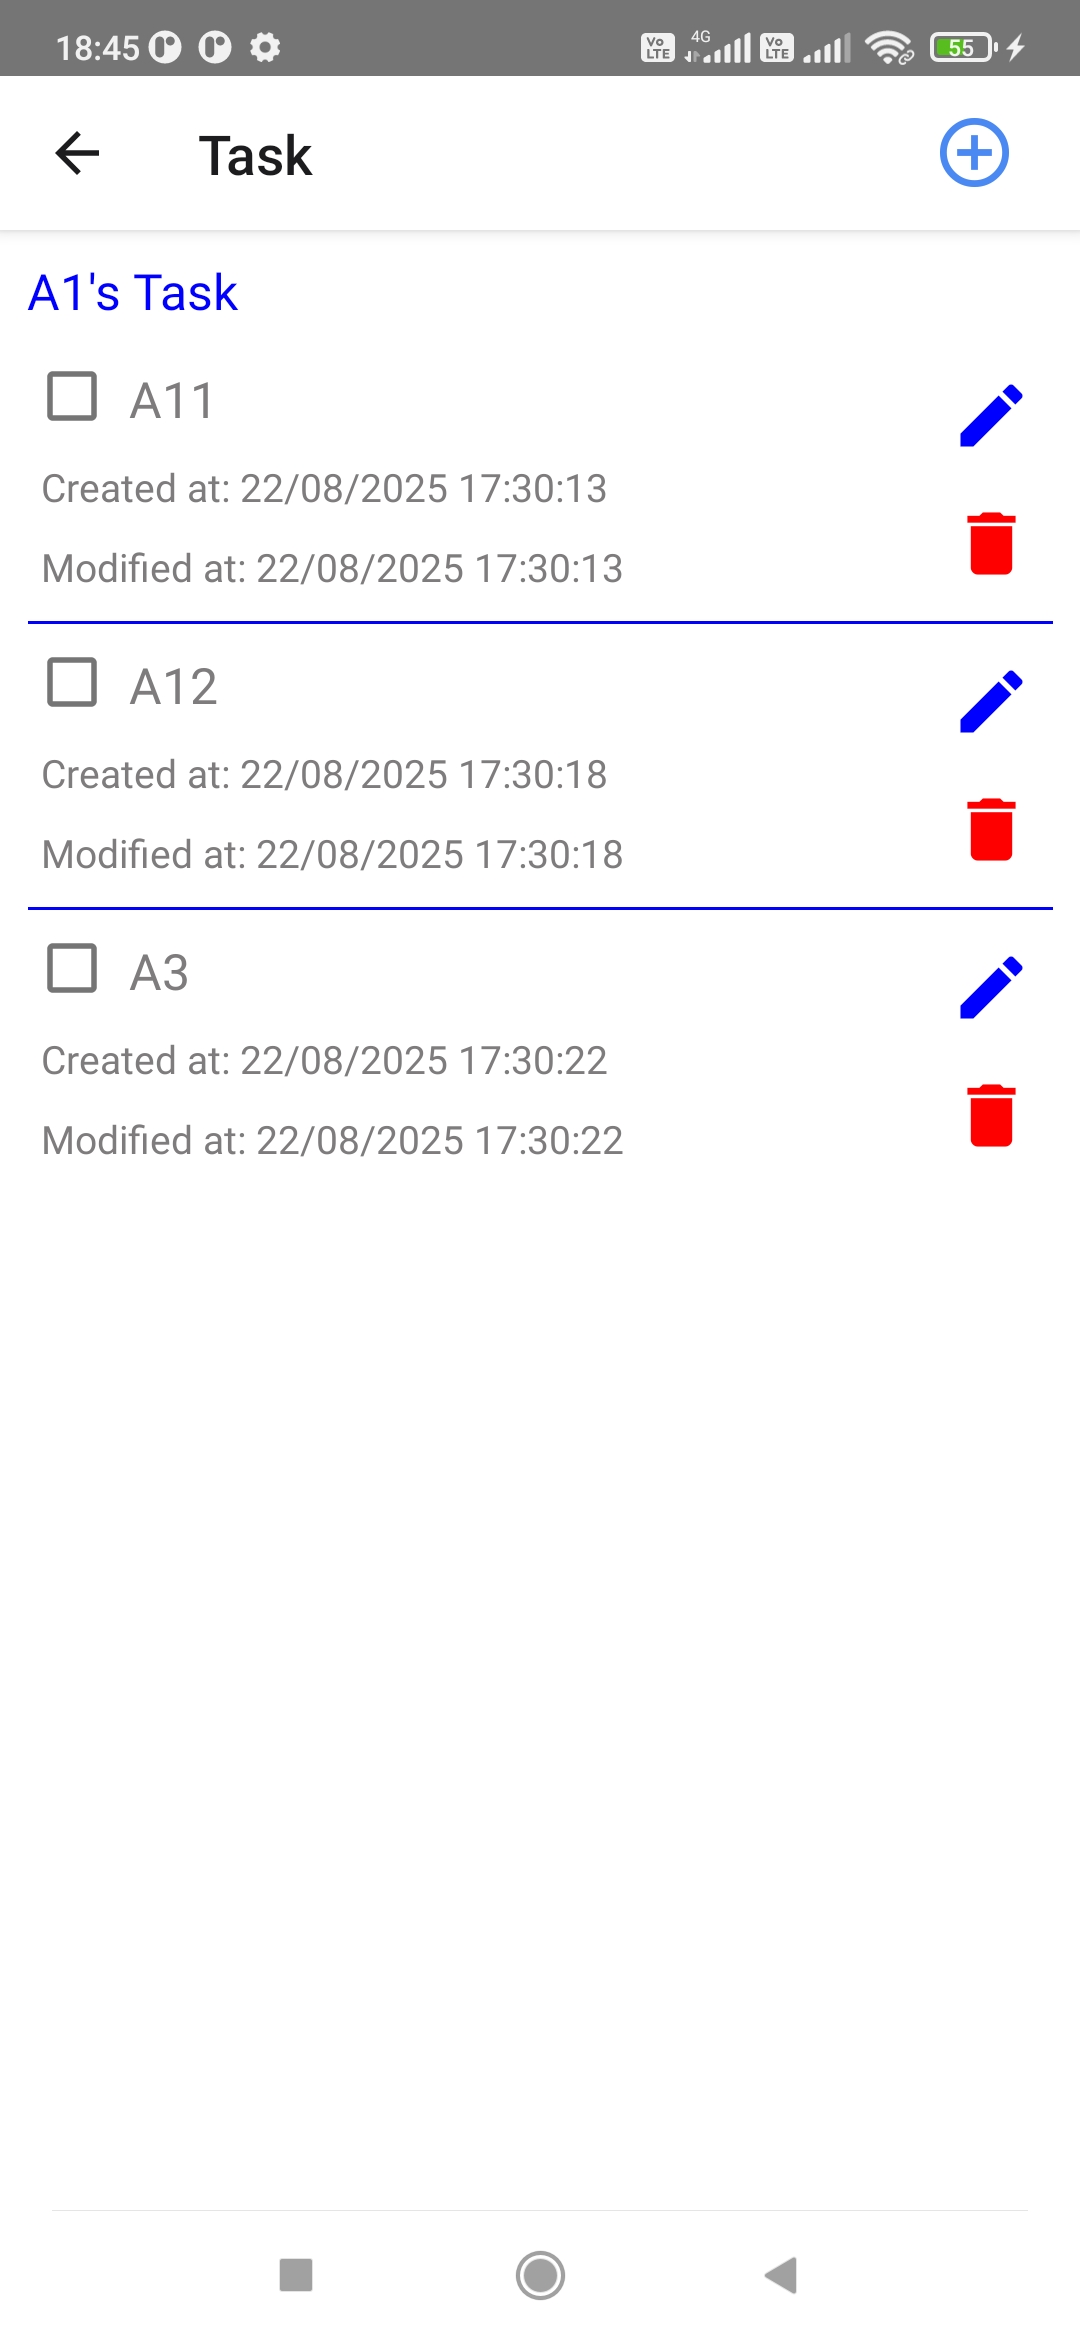 18:45 Vo LTE 4G Vo LTE 55
Task
A1's Task
A11
Created at: 22/08/2025 17:30:13
Modified at: 22/08/2025 17:30:13
A12
Created at: 22/08/2025 17:30:18
Modified at: 22/08/2025 17:30:18
A3
Created at: 22/08/2025 17:30:22
Modified at: 22/08/2025 17:30:22